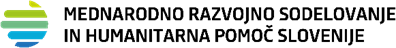 MEDNARODNO RAZVOJNO SODELOVANJE
IN HUMANITARNA POMOČ SLOVENIJE